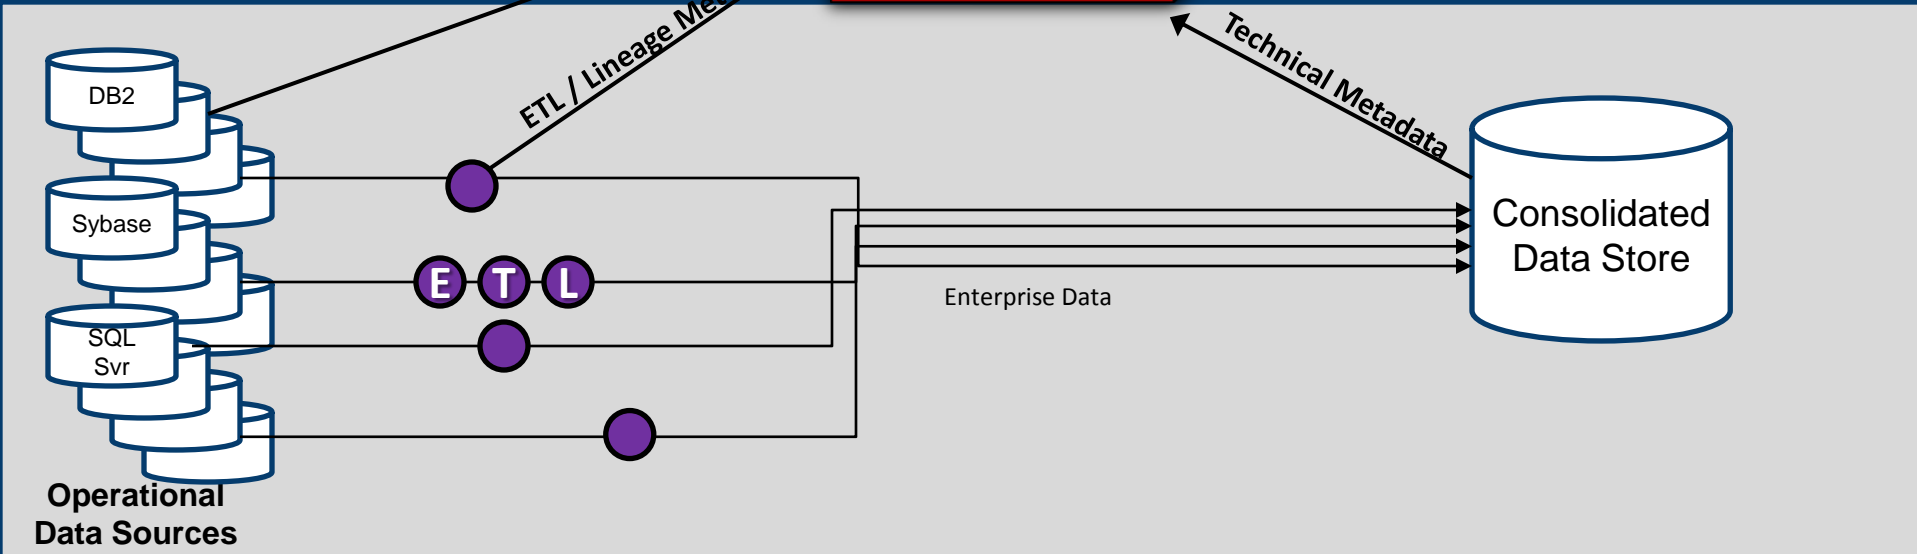 ETL / Lineage
Technical Metadata
DB2
Sybase
SQL
Svr
E T L
Enterprise Data
Consolidated
Data Store
Operational
Data Sources